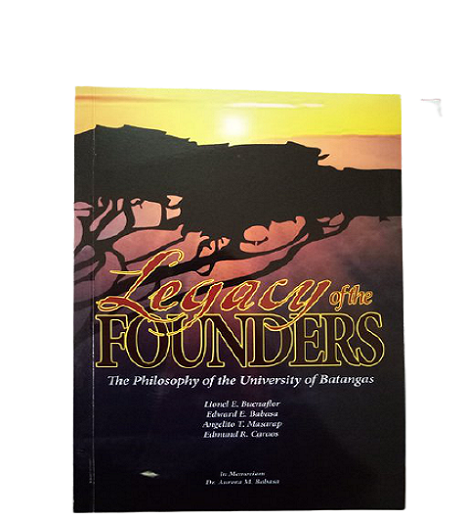 Legacy of the
FOUNDERS
The Philosophy of the University of Batangas
Lionel E. Buenaflor
Edward E. Babasa
Angelito T. Masarap
Edmund R. Caraos
In Memoriam
Dr. Aurora M. Babasa